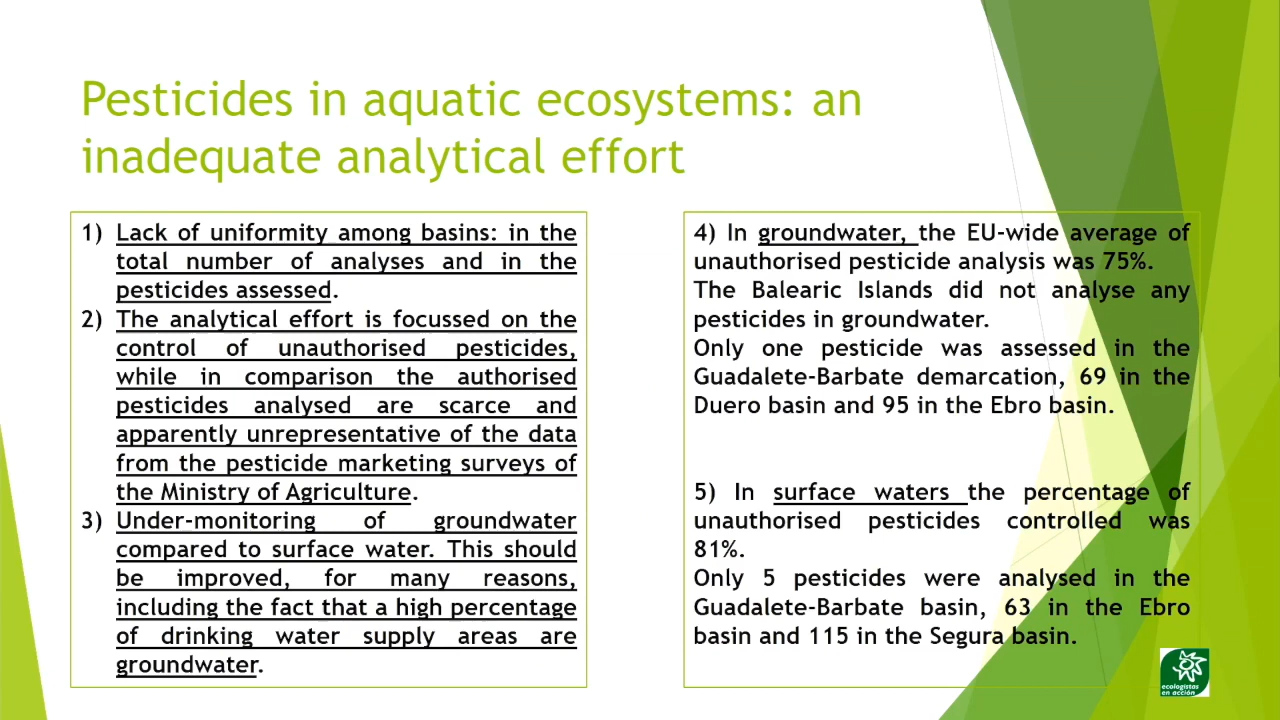 Pesticides in aquatic ecosystems: an
inadequate analytical effort
1) Lack of uniformity among basins: in the
total number of analyses and in the
pesticides assessed.
2) The analytical effort is focussed on the
control of unauthorised pesticides,
while in comparison the authorised
pesticides analysed are scarce and
apparently unrepresentative of the data
from the pesticide marketing surveys of
the Ministry of Agriculture.
3) Under-monitoring of groundwater
compared to surface water. This should
be improved, for many reasons,
including the fact that a high percentage
of drinking water supply areas are
groundwater.
4) In groundwater, the EU-wide average of
unauthorised pesticide analysis was 75%.
The Balearic Islands did not analyse any
pesticides in groundwater.
Only one pesticide was assessed in the
Guadalete-Barbate demarcation, 69 in the
Duero basin and 95 in the Ebro basin.
5) In surface waters the percentage of
unauthorised pesticides controlled was
81%.
Only 5 pesticides were analysed in the
Guadalete-Barbate basin, 63 in the Ebro
basin and 115 in the Segura basin.
ecologistas
en acción